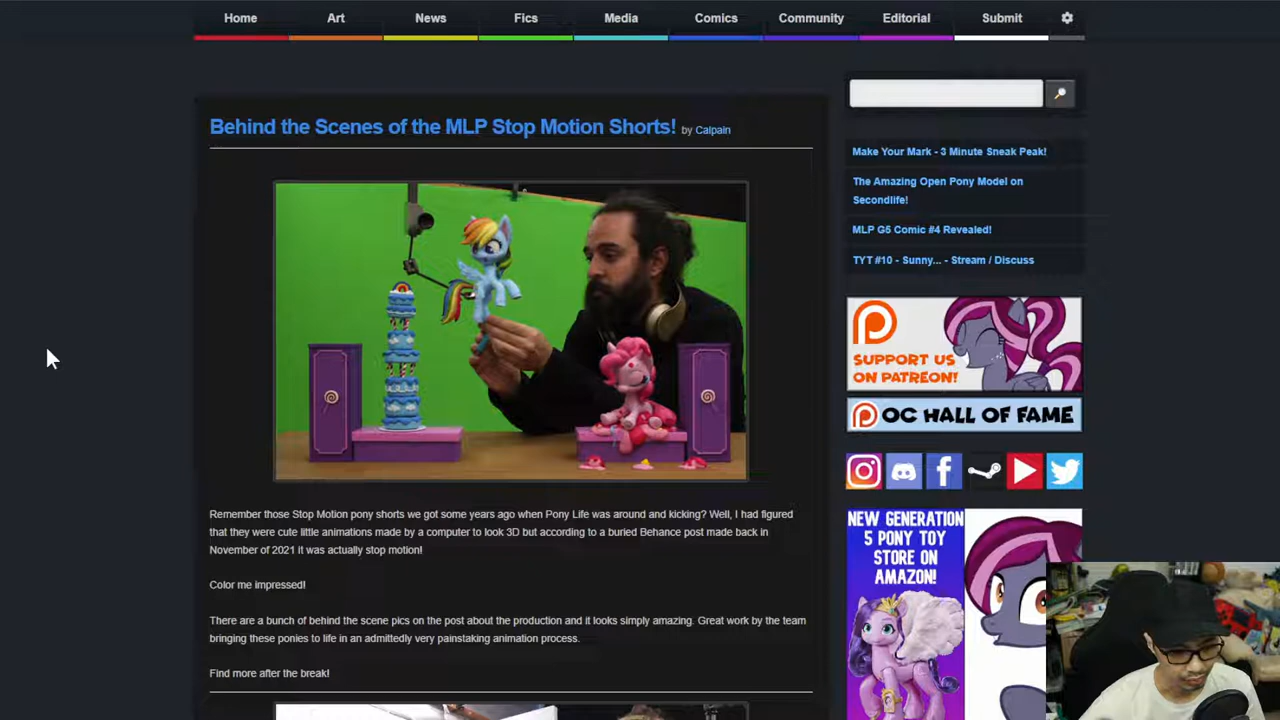 Home Art News Fics Media Comics Community Editorial Submit
Behind the Scenes of the MLP Stop Motion Shorts! by Calpain
Remember those Stop Motion pony shorts we got some years ago when Pony Life was around and kicking? Well, I had figured
that they were cute little animations made by a computer to look 3D but according to a buried Behance post made back in
November of 2021 it was actually stop motion!
Color me impressed!
There are a bunch of behind the scene pics on the post about the production and it looks simply amazing. Great work by the team
bringing these ponies to life in an admittedly very painstaking animation process.
Find more after the break!
Make Your Mark - 3 Minute Sneak Peak!
The Amazing Open Pony Model on
Secondlife!
MLP G5 Comic #4 Revealed!
TYT #10 - Sunny... - Stream / Discuss
SUPPORT US
ON PATREON!
OC HALL OF FAME
NEW GENERATION
5 PONY TOY
STORE ON
AMAZON!